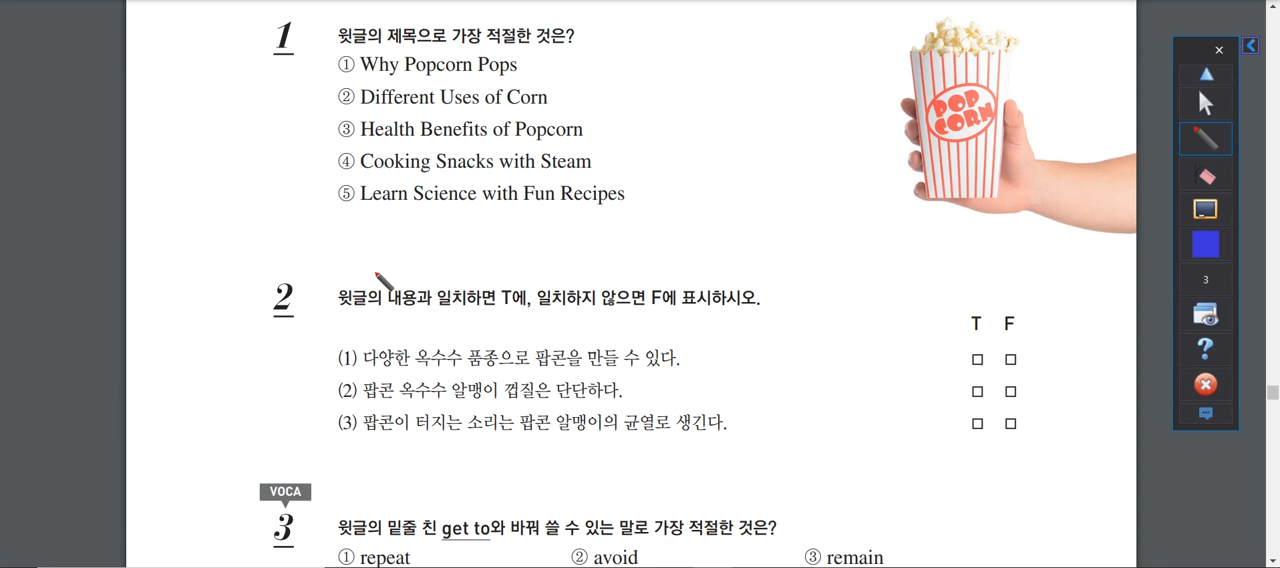 1 윗글의 제목으로 가장 적절한 것은?
① Why Popcorn Pops
② Different Uses of Corn
③ Health Benefits of Popcorn
④ Cooking Snacks with Steam
⑤ Learn Science with Fun Recipes
POP
CORN
2 윗글의 내용과 일치하면 T에, 일치하지 않으면 F에 표시하시오.
T F
(1) 다양한 옥수수 품종으로 팝콘을 만들 수 있다.
(2) 팝콘 옥수수 알맹이 껍질은 단단하다.
(3) 팝콘이 터지는 소리는 팝콘 알맹이의 균열로 생긴다.
VOCA
3 윗글의 밑줄 친 get to와 바꿔 쓸 수 있는 말로 가장 적절한 것은?
① repeat ② avoid ③ remain
3